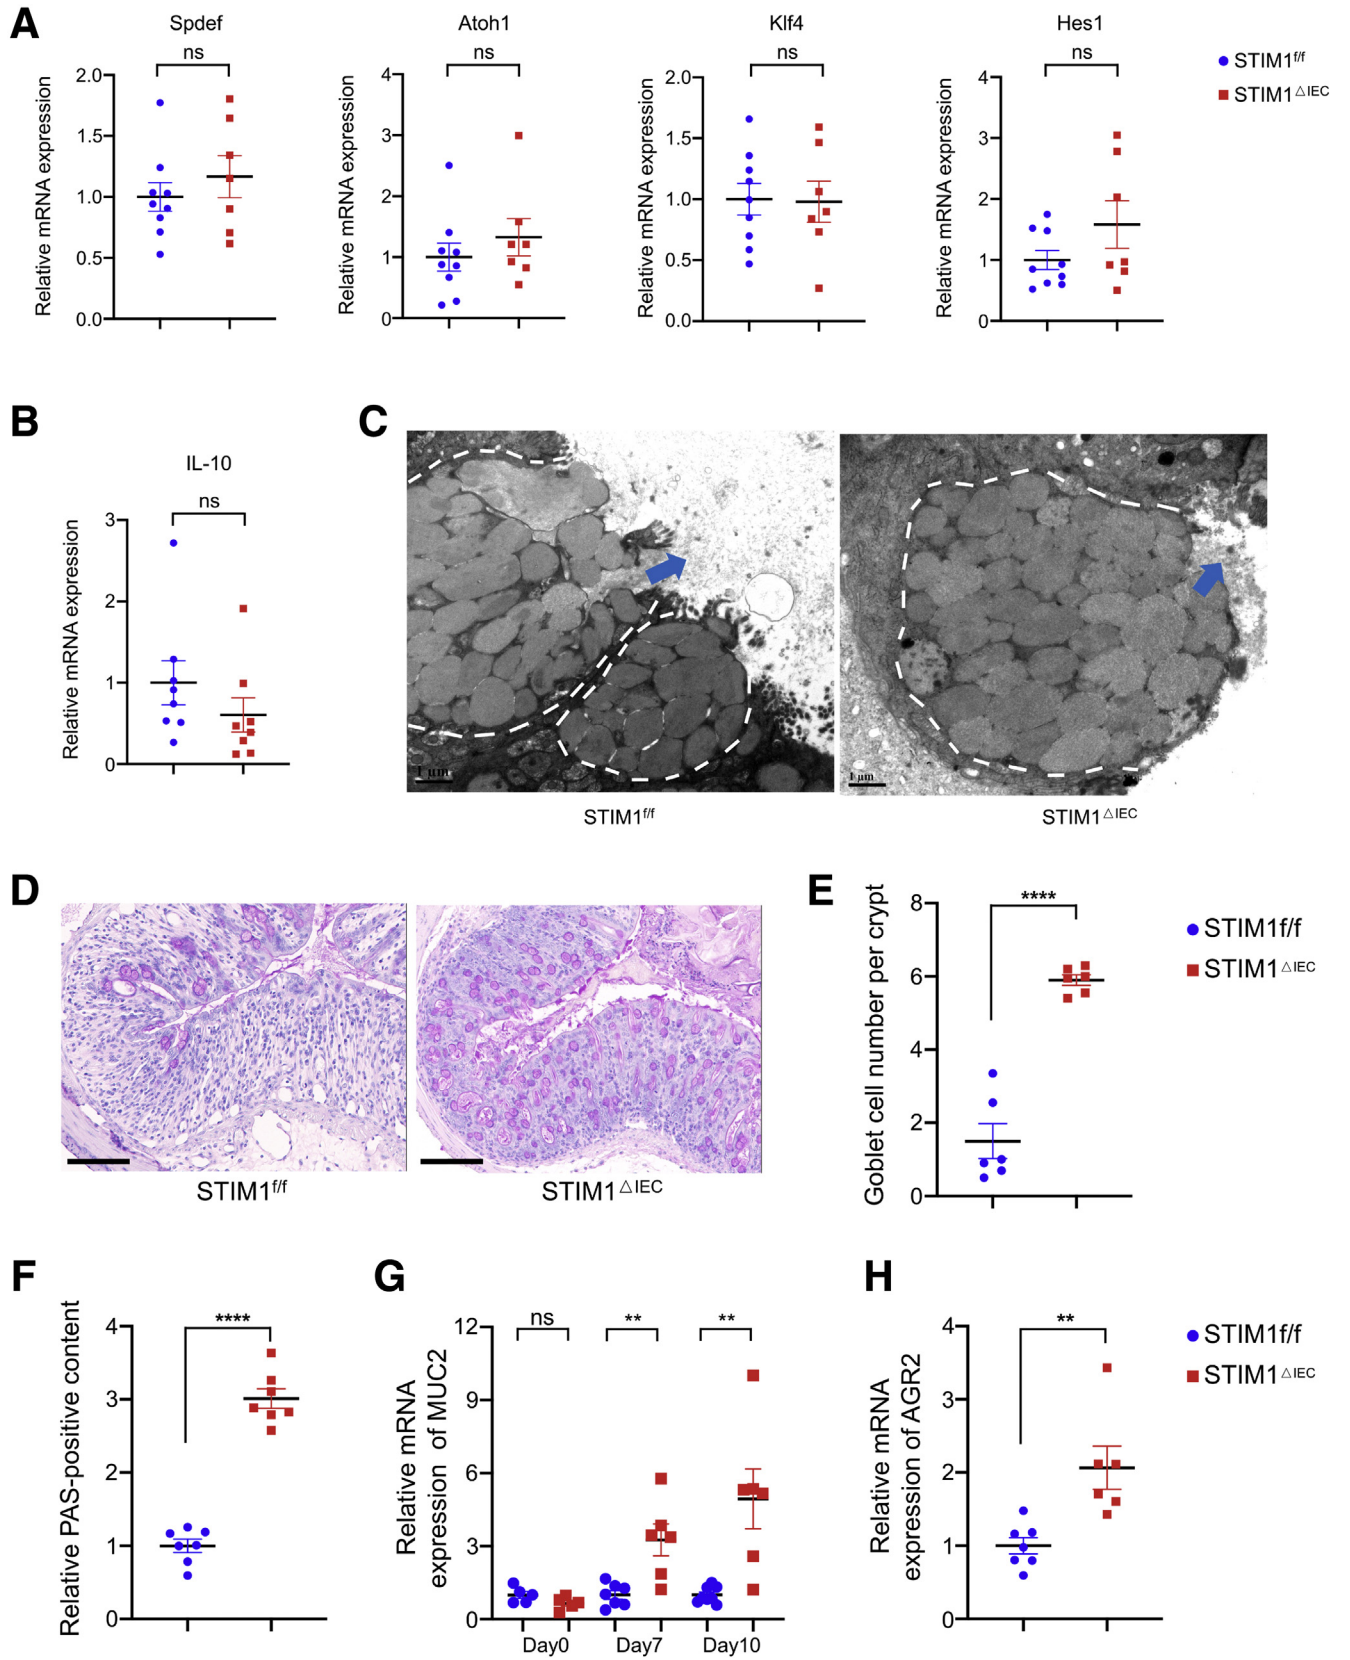 A
Spdef
ns
Relative mRNA expression
2.0
1.5
1.0
0.5
0.0
Atoh1
ns
Relative mRNA expression
4
3
2
1
0
Klf4
ns
Relative mRNA expression
2.0
1.5
1.0
0.5
0.0
Hes1
ns
Relative mRNA expression
4
3
2
1
0
STIM1f/f
STIM1△IEC
B
IL-10
ns
Relative mRNA expression
3
2
1
0
C
1 μm
STIM1f/f
1 μm
STIM1△IEC
D
STIM1f/f
STIM1△IEC
E
Goblet cell number per crypt
8
6
4
2
0
****
STIM1f/f
STIM1△IEC
F
Relative PAS-positive content
4
3
2
1
0
****
G
Relative mRNA
expression of MUC2
12
9
6
3
0
ns
**
**
Day0
Day7
Day10
H
Relative mRNA
expression of AGR2
4
3
2
1
0
**
STIM1f/f
STIM1△IEC